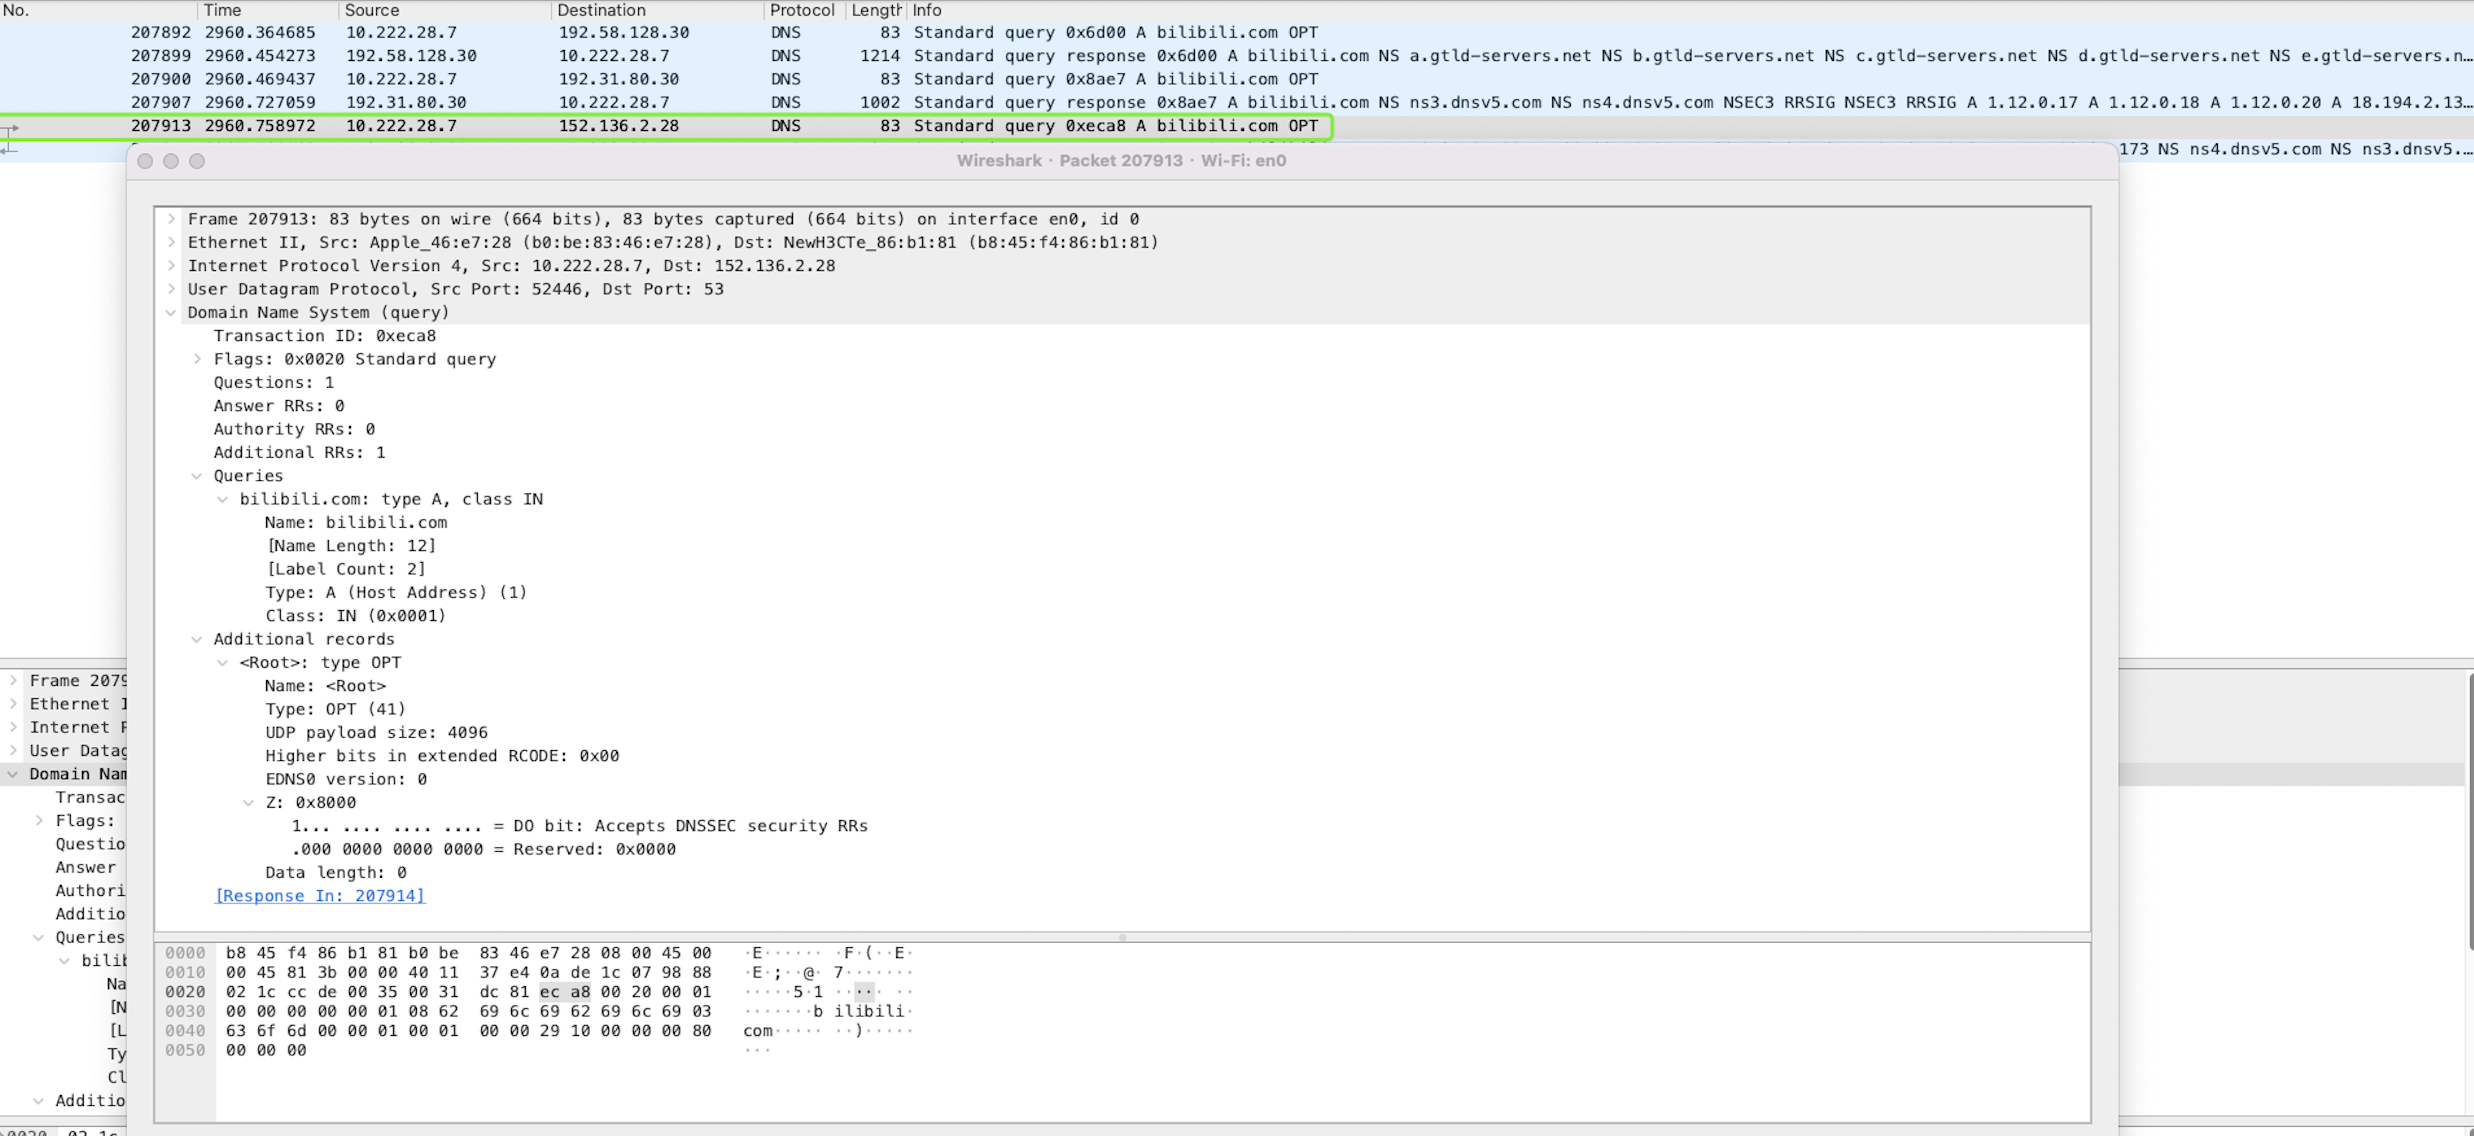 No. Time Source Destination Protocol Length Info
207892 2960.364685 10.222.28.7 192.58.128.30 DNS 83 Standard query 0x6d00 A bilibili.com OPT
207899 2960.454273 192.58.128.30 10.222.28.7 DNS 1214 Standard query response 0x6d00 A bilibili.com NS a.gtld-servers.net NS b.gtld-servers.net NS c.gtld-servers.net NS d.gtld-servers.net NS e.gtld-servers.n…
207900 2960.469437 10.222.28.7 192.31.80.30 DNS 83 Standard query 0x8ae7 A bilibili.com OPT
207907 2960.727059 192.31.80.30 10.222.28.7 DNS 1002 Standard query response 0x8ae7 A bilibili.com NS ns3.dnsv5.com NS ns4.dnsv5.com NSEC3 RRSIG NSEC3 RRSIG A 1.12.0.17 A 1.12.0.18 A 1.12.0.20 A 18.194.2.13…
207913 2960.758972 10.222.28.7 152.136.2.28 DNS 83 Standard query 0xeca8 A bilibili.com OPT
173 NS ns4.dnsv5.com NS ns3.dnsv5.…
Wireshark · Packet 207913 · Wi-Fi: en0
Frame 207913: 83 bytes on wire (664 bits), 83 bytes captured (664 bits) on interface en0, id 0
Ethernet II, Src: Apple_46:e7:28 (b0:be:83:46:e7:28), Dst: NewH3CTe_86:b1:81 (b8:45:f4:86:b1:81)
Internet Protocol Version 4, Src: 10.222.28.7, Dst: 152.136.2.28
User Datagram Protocol, Src Port: 52446, Dst Port: 53
Domain Name System (query)
Transaction ID: 0xeca8
Flags: 0x0020 Standard query
Questions: 1
Answer RRs: 0
Authority RRs: 0
Additional RRs: 1
Queries
bilibili.com: type A, class IN
Name: bilibili.com
[Name Length: 12]
[Label Count: 2]
Type: A (Host Address) (1)
Class: IN (0x0001)
Additional records
<Root>: type OPT
Name: <Root>
Type: OPT (41)
UDP payload size: 4096
Higher bits in extended RCODE: 0x00
EDNS0 version: 0
Z: 0x8000
1... .... .... .... = DO bit: Accepts DNSSEC security RRs
.000 0000 0000 0000 = Reserved: 0x0000
Data length: 0
[Response In: 207914]
0000 b8 45 f4 86 b1 81 b0 be 83 46 e7 28 08 00 45 00 ·E······ ·F·(··E·
0010 00 45 81 3b 00 00 40 11 37 e4 0a de 1c 07 98 88 ·E·;··@· 7·······
0020 02 1c cc de 00 35 00 31 dc 81 ec a8 00 20 00 01 ·····5·1 ····· ··
0030 00 00 00 00 00 01 08 62 69 6c 69 62 69 6c 69 03 ·······b ilibili·
0040 63 6f 6d 00 00 01 00 01 00 00 29 10 00 00 00 80 com····· ··)·····
0050 00 00 00 ···
Frame 2079
Ethernet I
Internet P
User Datag
Domain Nam
Transac
Flags:
Questio
Answer
Authori
Additio
Queries
bilib
Na
[N
[L
Ty
Cl
Additio